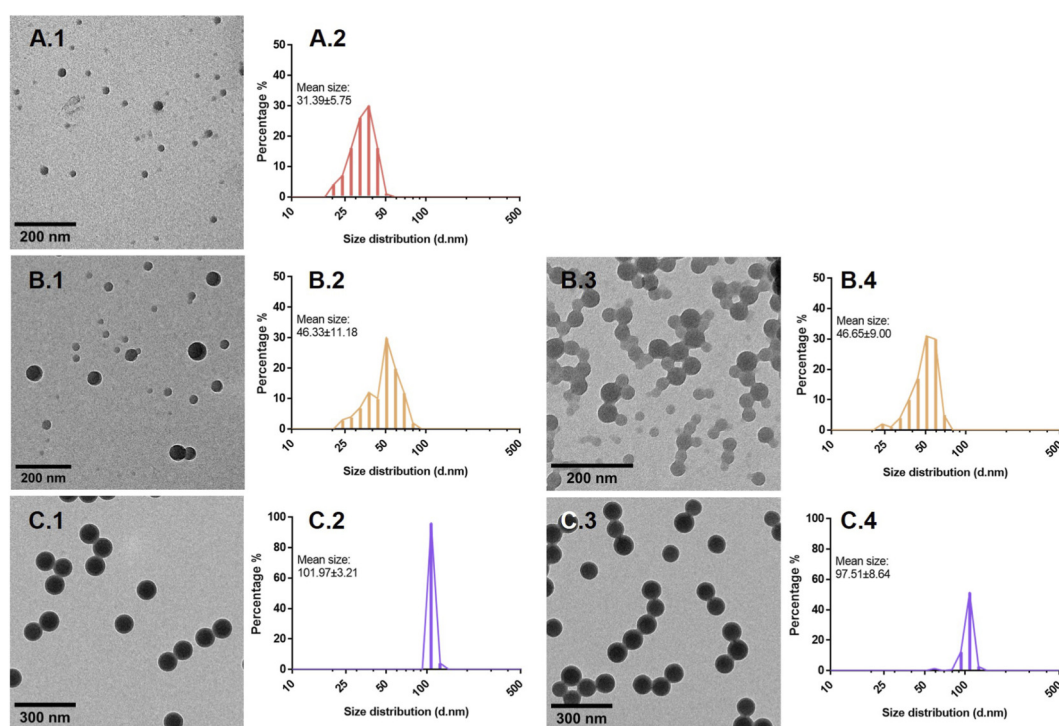 A.1
200 nm
A.2
Percentage %
50
40
30
20
10
0
Mean size:
31.39±5.75
10 25 50 100 500
Size distribution (d.nm)
B.1
200 nm
B.2
Percentage %
50
40
30
20
10
0
Mean size:
46.33±11.18
10 25 50 100 500
Size distribution (d.nm)
B.3
200 nm
B.4
Percentage %
50
40
30
20
10
0
Mean size:
46.65±9.00
10 25 50 100 500
Size distribution (d.nm)
C.1
300 nm
C.2
Percentage %
100
80
60
40
20
0
Mean size:
101.97±3.21
10 25 50 100 500
Size distribution (d.nm)
C.3
300 nm
C.4
Percentage %
100
80
60
40
20
0
Mean size:
97.51±8.64
10 25 50 100 500
Size distribution (d.nm)